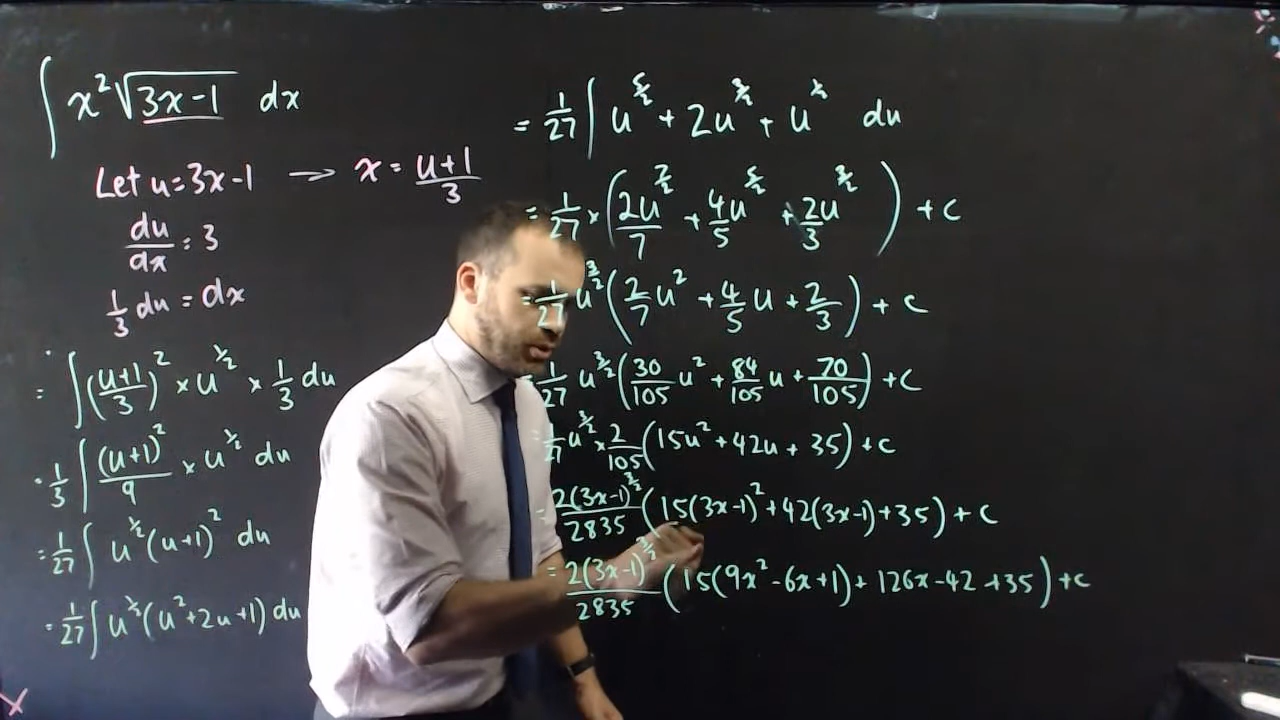 ∫ x²√(3x-1) dx
Let u=3x-1 → x = (u+1)/3
du/dx = 3
1/3 du = dx
= ∫ ((u+1)/3)² × u^(1/2) × 1/3 du
= 1/3 ∫ (u+1)²/9 × u^(1/2) du
= 1/27 ∫ u^(1/2) (u+1)² du
= 1/27 ∫ u^(1/2) (u²+2u+1) du
= 1/27 ∫ u^(5/2) + 2u^(3/2) + u^(1/2) du
= 1/27 × (2u^(7/2)/7 + 4/5 u^(5/2) + 2u^(3/2)/3) + c
= 1/27 u^(3/2) (2/7 u² + 4/5 u + 2/3) + c
1/27 u^(3/2) (30/105 u² + 84/105 u + 70/105) + c
1/27 u^(3/2) × 2/105 (15u² + 42u + 35) + c
= 2(3x-1)^(3/2)/2835 (15(3x-1)² + 42(3x-1) + 35) + c
= 2(3x-1)^(3/2)/2835 (15(9x² - 6x + 1) + 126x - 42 + 35) + c